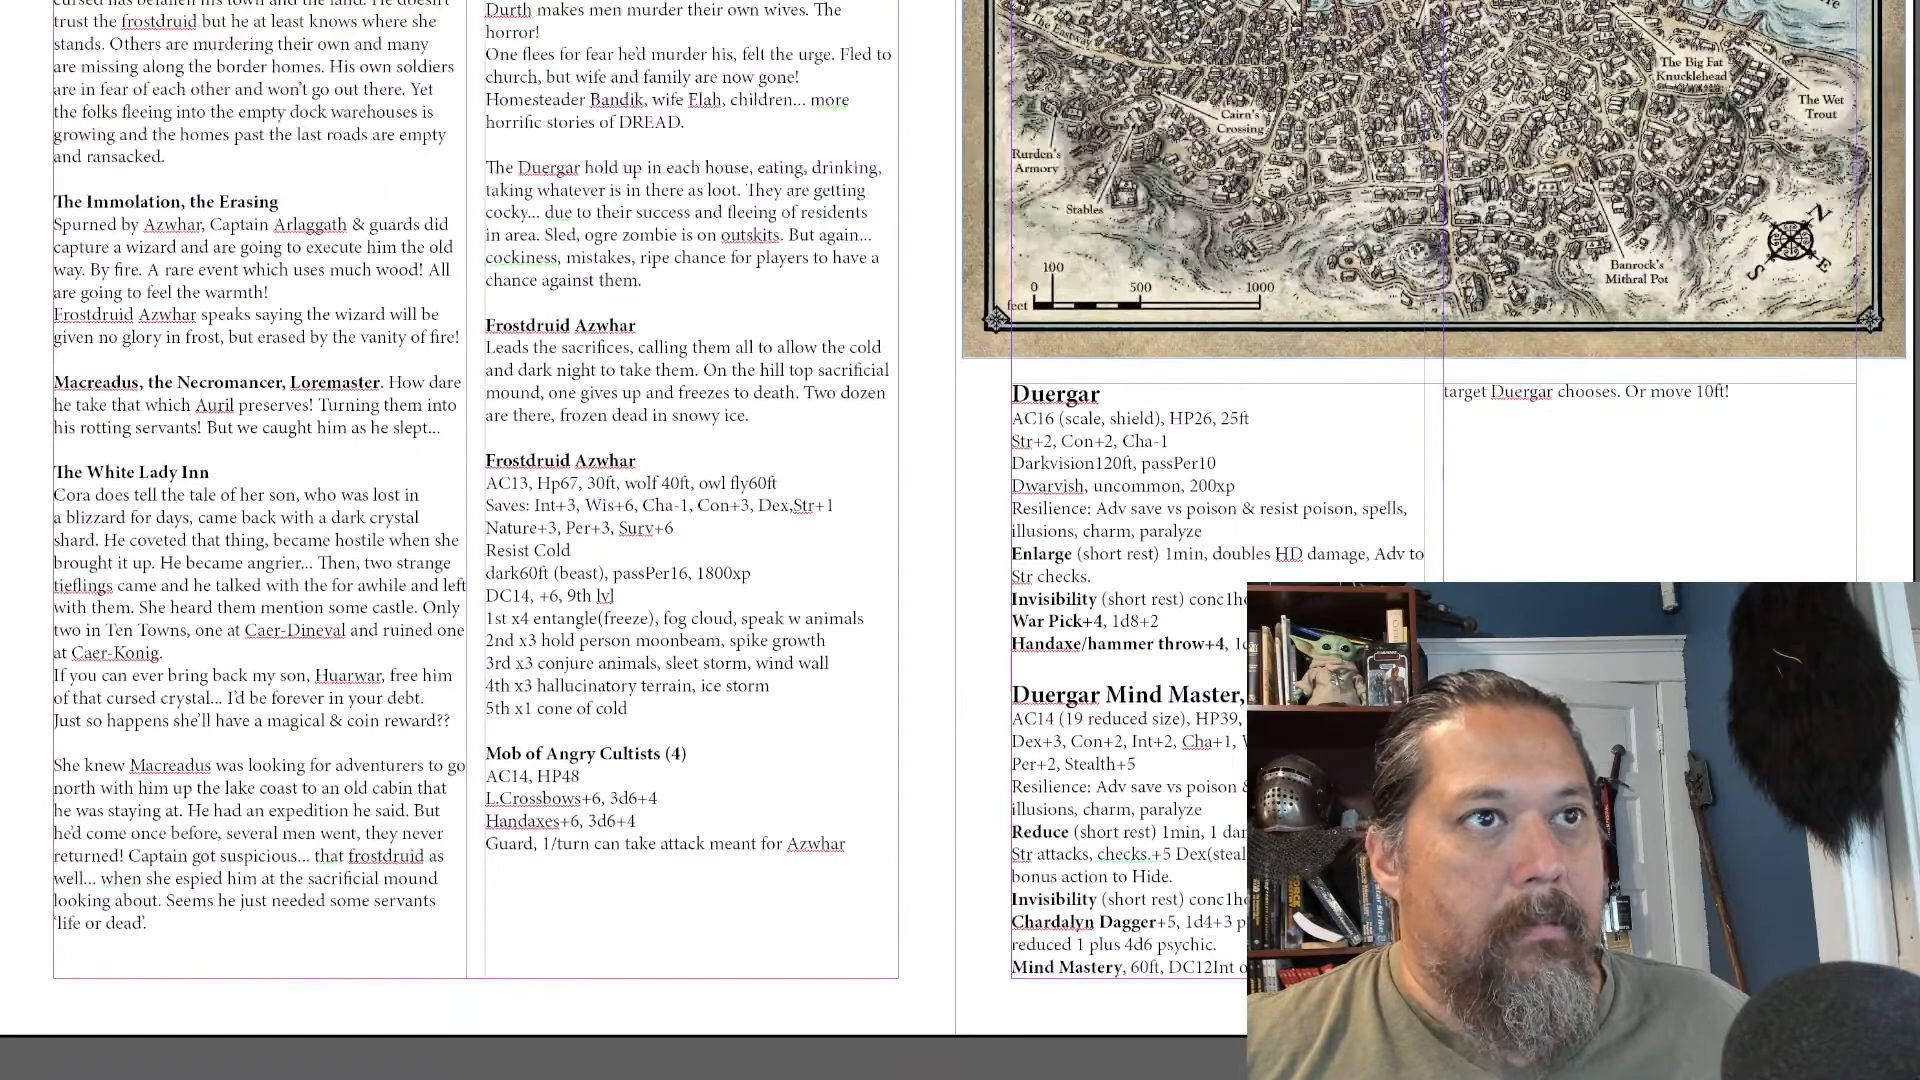 cursed has befallen his town and the land. He doesn't
trust the frostdruid but he at least knows where she
stands. Others are murdering their own and many
are missing along the border homes. His own soldiers
are in fear of each other and won't go out there. Yet
the folks fleeing into the empty dock warehouses is
growing and the homes past the last roads are empty
and ransacked.
The Immolation, the Erasing
Spurned by Azwhar, Captain Arlaggath & guards did
capture a wizard and are going to execute him the old
way. By fire. A rare event which uses much wood! All
are going to feel the warmth!
Frostdruid Azwhar speaks saying the wizard will be
given no glory in frost, but erased by the vanity of fire!
Macreadus, the Necromancer, Loremaster. How dare
he take that which Auril preserves! Turning them into
his rotting servants! But we caught him as he slept...
The White Lady Inn
Cora does tell the tale of her son, who was lost in
a blizzard for days, came back with a dark crystal
shard. He coveted that thing, became hostile when she
brought it up. He became angrier... Then, two strange
tieflings came and he talked with the for awhile and left
with them. She heard them mention some castle. Only
two in Ten Towns, one at Caer-Dineval and ruined one
at Caer-Konig.
If you can ever bring back my son, Huarwar, free him
of that cursed crystal... I'd be forever in your debt.
Just so happens she'll have a magical & coin reward??
She knew Macreadus was looking for adventurers to go
north with him up the lake coast to an old cabin that
he was staying at. He had an expedition he said. But
he'd come once before, several men went, they never
returned! Captain got suspicious... that frostdruid as
well... when she espied him at the sacrificial mound
looking about. Seems he just needed some servants
'life or dead'.
Durth makes men murder their own wives. The
horror!
One flees for fear he'd murder his, felt the urge. Fled to
church, but wife and family are now gone!
Homesteader Bandik, wife Elah, children... more
horrific stories of DREAD.
The Duergar hold up in each house, eating, drinking,
taking whatever is in there as loot. They are getting
cocky... due to their success and fleeing of residents
in area. Sled, ogre zombie is on outskits. But again...
cockiness, mistakes, ripe chance for players to have a
chance against them.
Frostdruid Azwhar
Leads the sacrifices, calling them all to allow the cold
and dark night to take them. On the hill top sacrificial
mound, one gives up and freezes to death. Two dozen
are there, frozen dead in snowy ice.
Frostdruid Azwhar
AC13, Hp67, 30ft, wolf 40ft, owl fly60ft
Saves: Int+3, Wis+6, Cha-1, Con+3, Dex,Str+1
Nature+3, Per+3, Surv+6
Resist Cold
dark60ft (beast), passPer16, 1800xp
DC14, +6, 9th lvl
1st x4 entangle(freeze), fog cloud, speak w animals
2nd x3 hold person moonbeam, spike growth
3rd x3 conjure animals, sleet storm, wind wall
4th x3 hallucinatory terrain, ice storm
5th x1 cone of cold
Mob of Angry Cultists (4)
AC14, HP48
L.Crossbows+6, 3d6+4
Handaxes+6, 3d6+4
Guard, 1/turn can take attack meant for Azwhar
The Eastway
The Big Fat
Knucklehead
The Wet
Trout
Cairn's
Crossing
Rurden's
Armory
Stables
Banrock's
Mithral Pot
N
E
S
100
0 500 1000
feet
Duergar
AC16 (scale, shield), HP26, 25ft
Str+2, Con+2, Cha-1
Darkvision120ft, passPer10
Dwarvish, uncommon, 200xp
Resilience: Adv save vs poison & resist poison, spells,
illusions, charm, paralyze
Enlarge (short rest) 1min, doubles HD damage, Adv to
Str checks.
Invisibility (short rest) conc1h
War Pick+4, 1d8+2
Handaxe/hammer throw+4,
Duergar Mind Master,
AC14 (19 reduced size), HP39,
Dex+3, Con+2, Int+2, Cha+1,
Per+2, Stealth+5
Resilience: Adv save vs poison
illusions, charm, paralyze
Reduce (short rest) 1min, 1 da
Str attacks, checks.+5 Dex(steal
bonus action to Hide.
Invisibility (short rest) conc1h
Chardalyn Dagger+5, 1d4+3 p
reduced 1 plus 4d6 psychic.
Mind Mastery, 60ft, DC12Int o
target Duergar chooses. Or move 10ft!